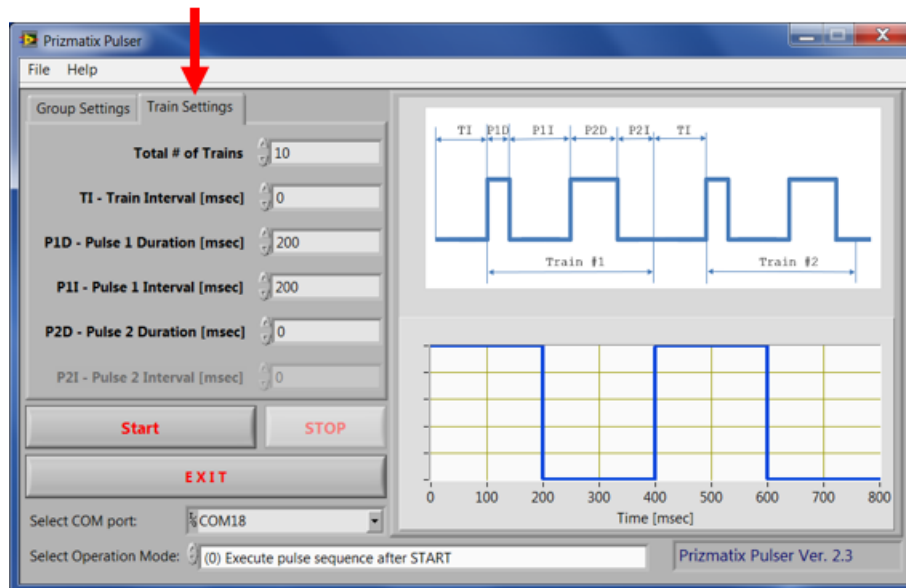 Prizmatix Pulser
File Help
Group Settings Train Settings
Total # of Trains 10
TI - Train Interval [msec] 0
P1D - Pulse 1 Duration [msec] 200
P1I - Pulse 1 Interval [msec] 200
P2D - Pulse 2 Duration [msec] 0
P2I - Pulse 2 Interval [msec] 0
Start STOP
EXIT
Select COM port: COM18
Select Operation Mode: (0) Execute pulse sequence after START
TI P1D P1I P2D P2I TI
Train #1 Train #2
0 100 200 300 400 500 600 700 800
Time [msec]
Prizmatix Pulser Ver. 2.3